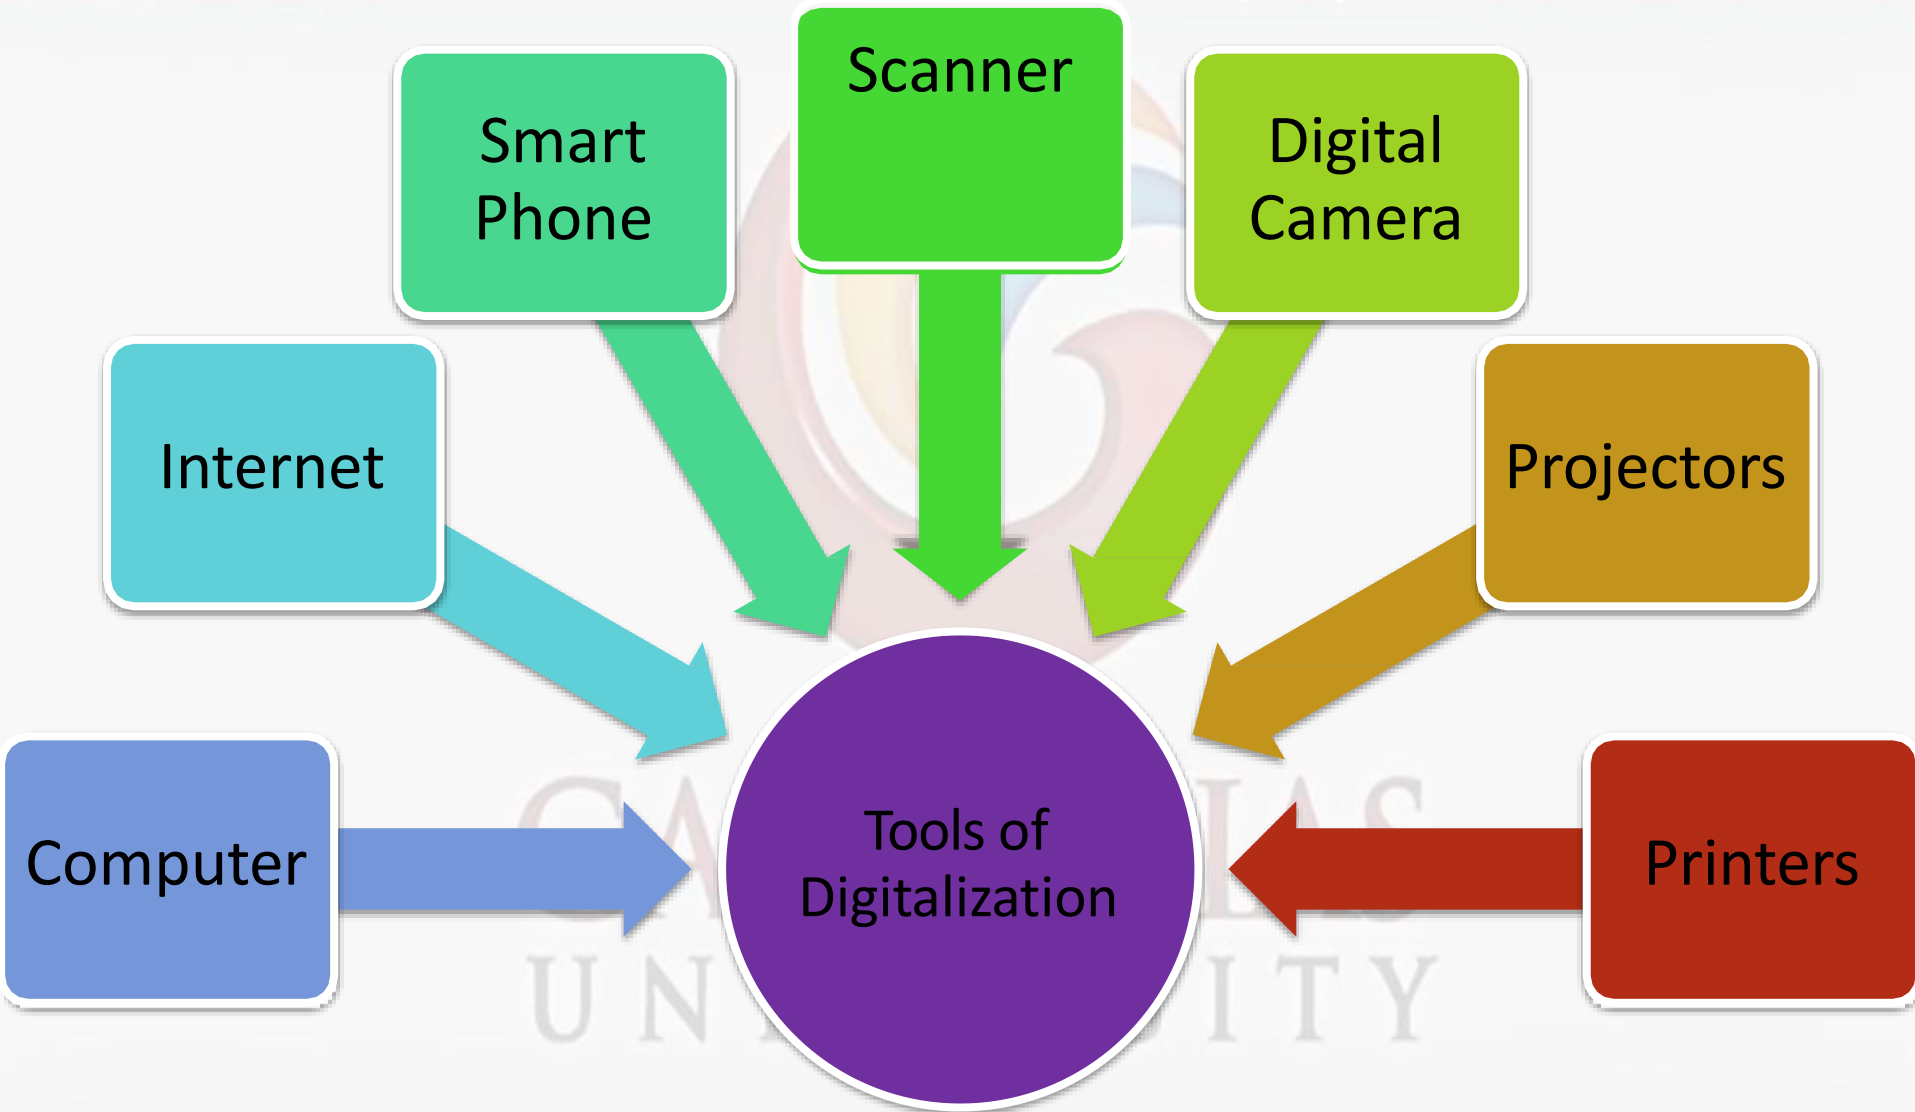 Scanner
Smart
Phone
Digital
Camera
Internet
Projectors
Computer
Tools of
Digitalization
Printers